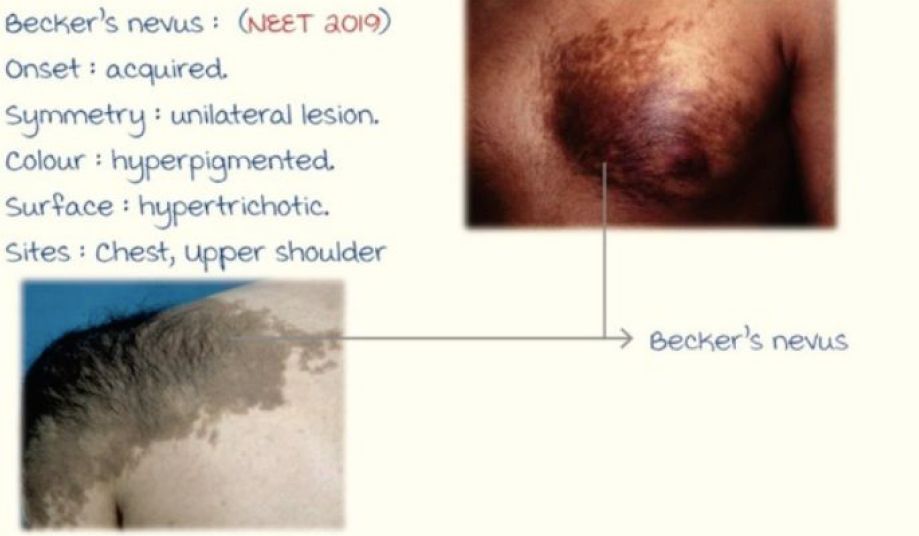 Becker's nevus : (NEET 2019)
Onset : acquired.
Symmetry : unilateral lesion.
Colour : hyperpigmented.
Surface : hypertrichotic.
Sites : Chest, upper shoulder
Becker's nevus